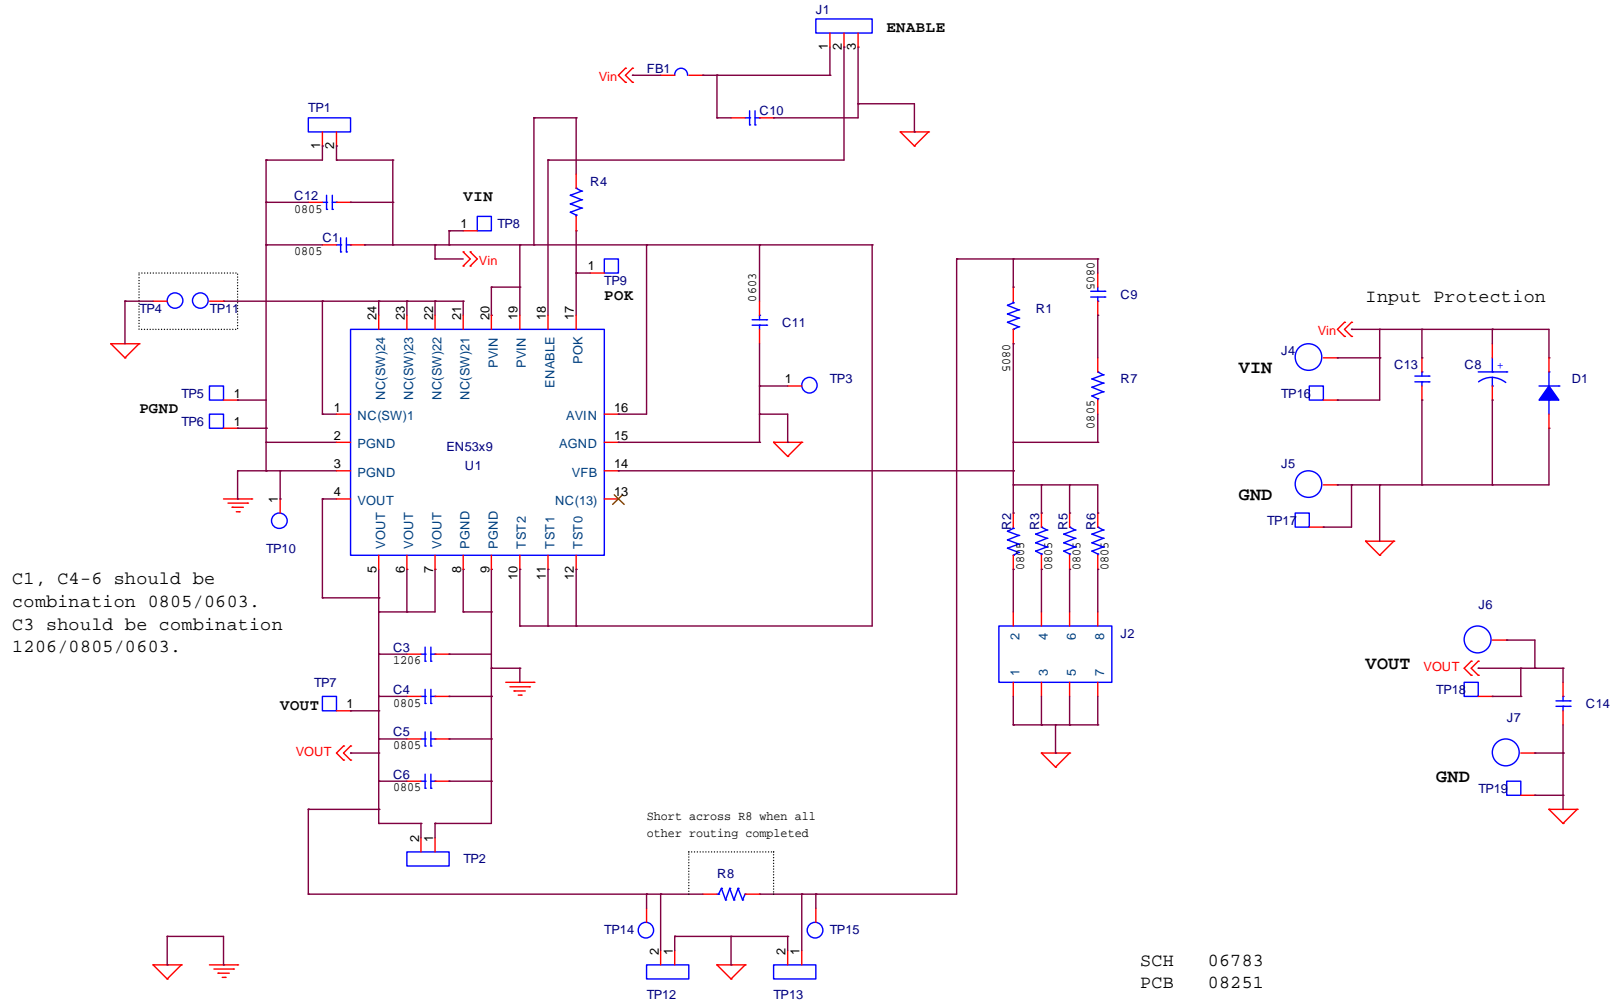 J1
ENABLE
1
2
3
Vin
FB1
C10
TP1
1
2
C12
0805
C1
0805
VIN
1
TP8
Vin
R4
1
TP9
POK
TP4
TP11
24
23
22
21
20
19
18
17
NC(SW)24
NC(SW)23
NC(SW)22
NC(SW)21
PVIN
PVIN
ENABLE
POK
TP5
1
PGND
TP6
1
1
NC(SW)1
2
PGND
3
PGND
4
VOUT
EN53x9
U1
AVIN
16
AGND
15
VFB
14
NC(13)
13
VOUT
VOUT
VOUT
PGND
PGND
TST2
TST1
TST0
5
6
7
8
9
10
11
12
1
TP10
0603
C11
1
TP3
R1
0805
0805
C9
R7
0805
R2
0805
R3
0805
R5
0805
R6
0805
2
4
6
8
1
3
5
7
J2
C1, C4-6 should be
combination 0805/0603.
C3 should be combination
1206/0805/0603.
C3
1206
C4
0805
C5
0805
C6
0805
TP7
VOUT
1
VOUT
2
1
TP2
Short across R8 when all
other routing completed
R8
TP14
TP15
2
1
TP12
2
1
TP13
Input Protection
Vin
J4
VIN
TP16
C13
C8
+
D1
J5
GND
TP17
J6
VOUT
VOUT
TP18
C14
J7
GND
TP19
SCH 06783
PCB 08251